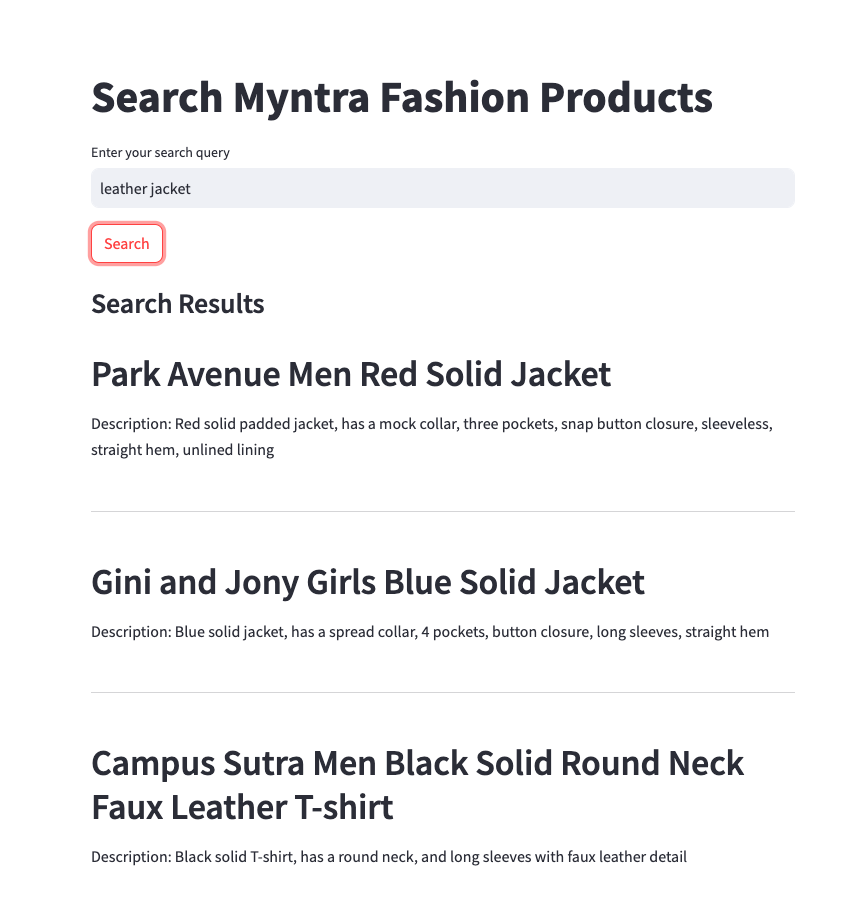 Search Myntra Fashion Products
Enter your search query
leather jacket
Search
Search Results
Park Avenue Men Red Solid Jacket
Description: Red solid padded jacket, has a mock collar, three pockets, snap button closure, sleeveless,
straight hem, unlined lining
Gini and Jony Girls Blue Solid Jacket
Description: Blue solid jacket, has a spread collar, 4 pockets, button closure, long sleeves, straight hem
Campus Sutra Men Black Solid Round Neck
Faux Leather T-shirt
Description: Black solid T-shirt, has a round neck, and long sleeves with faux leather detail